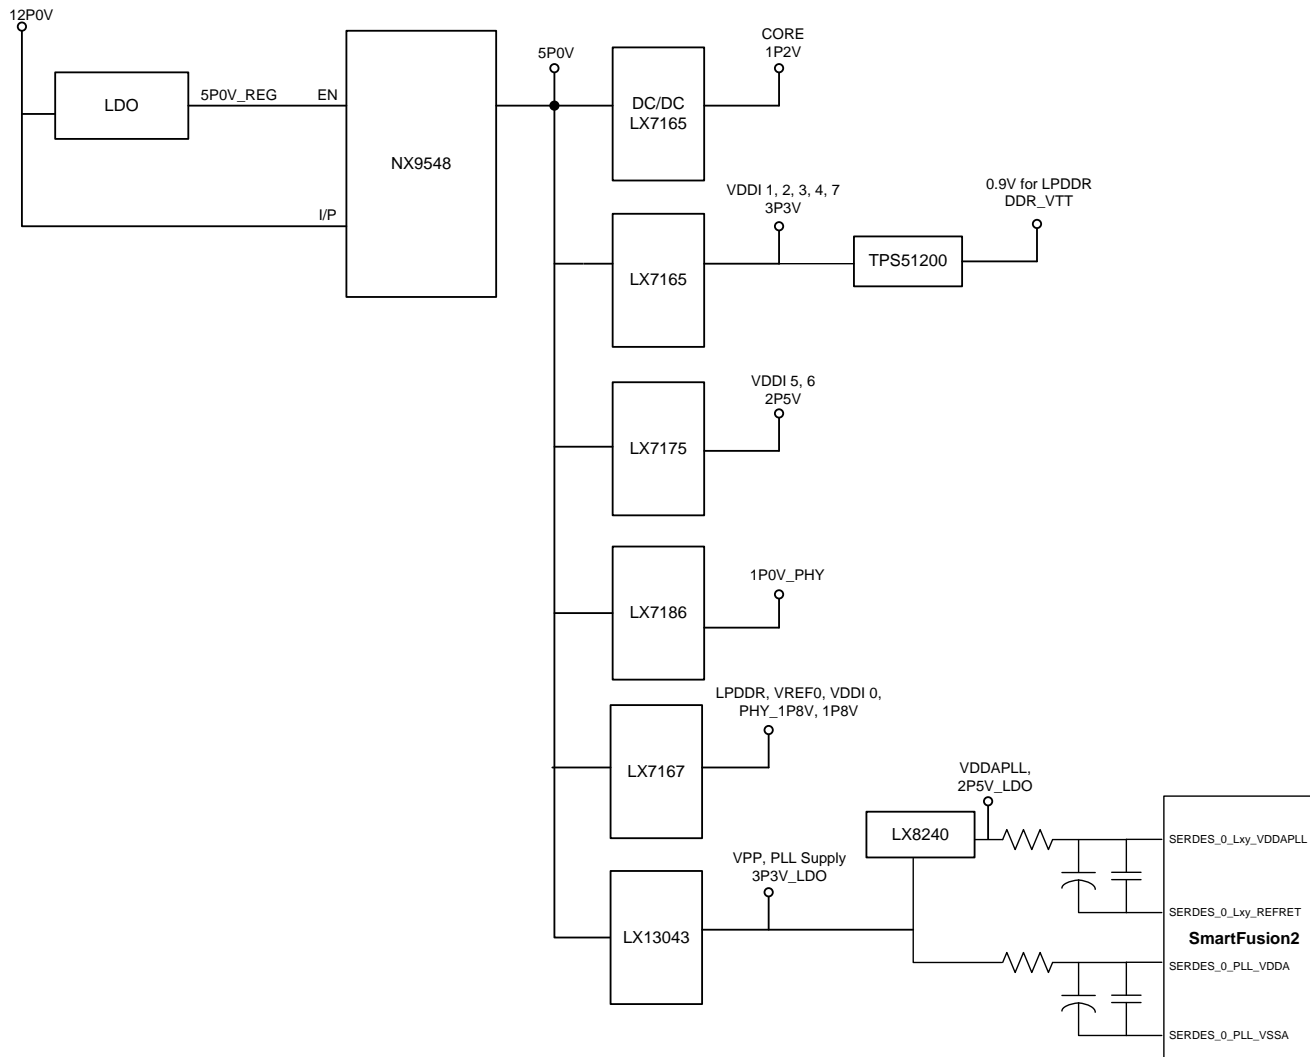 12P0V
LDO
5P0V_REG
EN
I/P
NX9548
5P0V
DC/DC
LX7165
CORE
1P2V
VDDI 1, 2, 3, 4, 7
3P3V
LX7165
TPS51200
0.9V for LPDDR
DDR_VTT
VDDI 5, 6
2P5V
LX7175
1P0V_PHY
LX7186
LPDDR, VREF0, VDDI 0,
PHY_1P8V, 1P8V
LX7167
VPP, PLL Supply
3P3V_LDO
LX13043
VDDAPLL,
2P5V_LDO
LX8240
SERDES_0_Lxy_VDDAPLL
SERDES_0_Lxy_REFRET
SmartFusion2
SERDES_0_PLL_VDDA
SERDES_0_PLL_VSSA